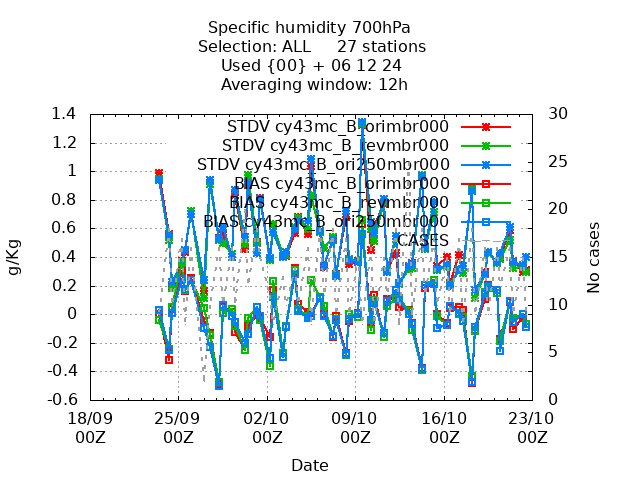 Specific humidity 700hPa
Selection: ALL     27 stations
Used {00} + 06 12 24
Averaging window: 12h
1.4
1.2
1
0.8
0.6
0.4
0.2
0
-0.2
-0.4
-0.6
g/Kg
STDV cy43mc_B_orimbr000
STDV cy43mc_B_revmbr000
STDV cy43mc_B_ori250mbr000
BIAS cy43mc_B_orimbr000
BIAS cy43mc_B_revmbr000
BIAS cy43mc_B_ori250mbr000
CASES
30
25
20
15
10
5
0
No cases
18/09 25/09 02/10 09/10 16/10 23/10
00Z 00Z 00Z 00Z 00Z 00Z
Date